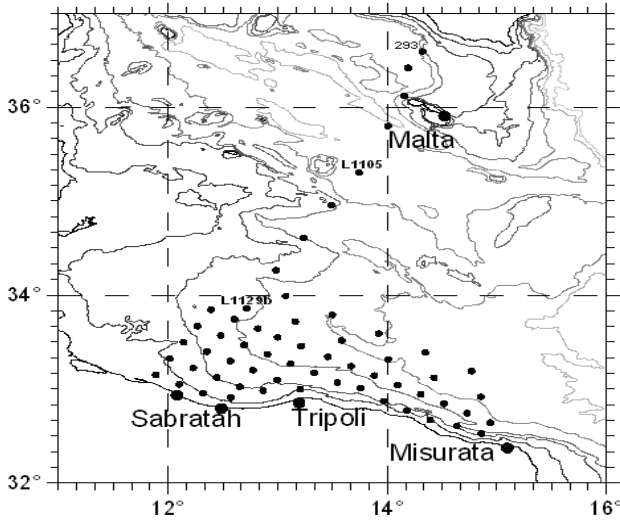 293
36°
Malta
L1105
34°
L1129b
Sabratah Tripoli
Misurata
32°
12° 14° 16°